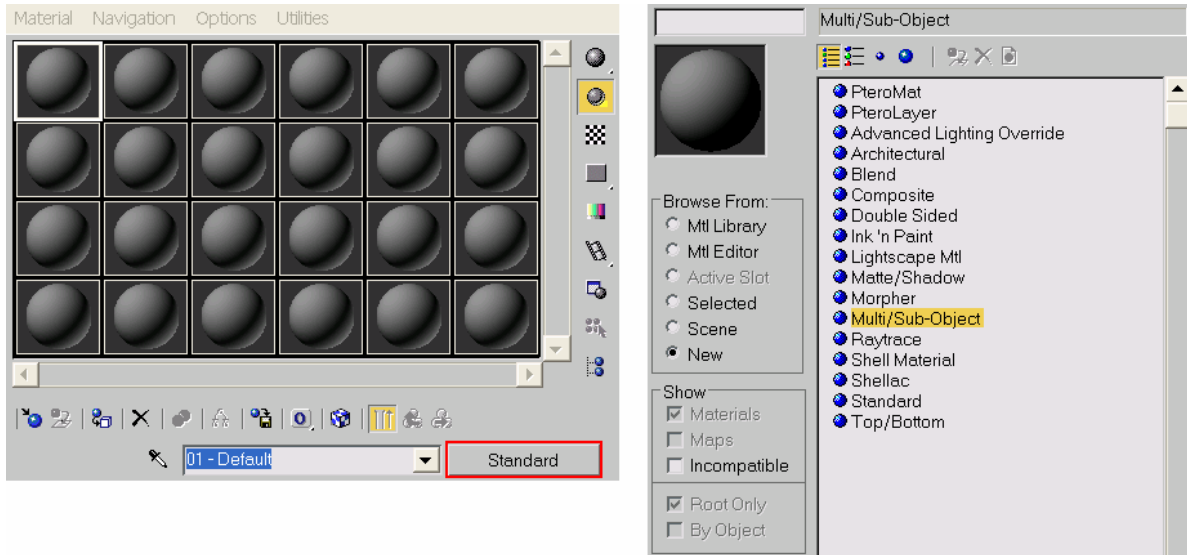 Material Navigation Options Utilities
01 - Default
Standard
Multi/Sub-Object
Browse From:
Mtl Library
Mtl Editor
Active Slot
Selected
Scene
New
Show
Materials
Maps
Incompatible
Root Only
By Object
PteroMat
PteroLayer
Advanced Lighting Override
Architectural
Blend
Composite
Double Sided
Ink 'n Paint
Lightscape Mtl
Matte/Shadow
Morpher
Multi/Sub-Object
Raytrace
Shell Material
Shellac
Standard
Top/Bottom